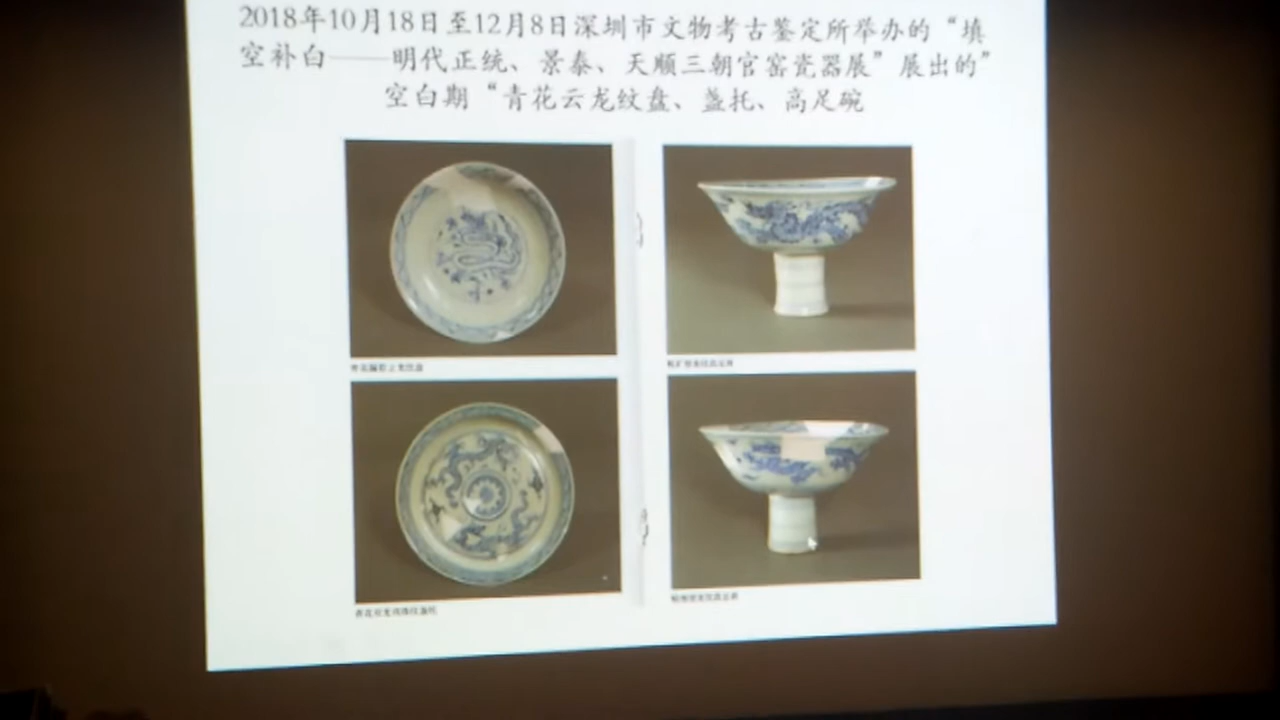 2018年10月18日至12月8日深圳市文物考古鉴定所举办的“填
空补白——明代正统、景泰、天顺三朝官窑瓷器展”展出的”
空白期“青花云龙纹盘、盏托、高足碗